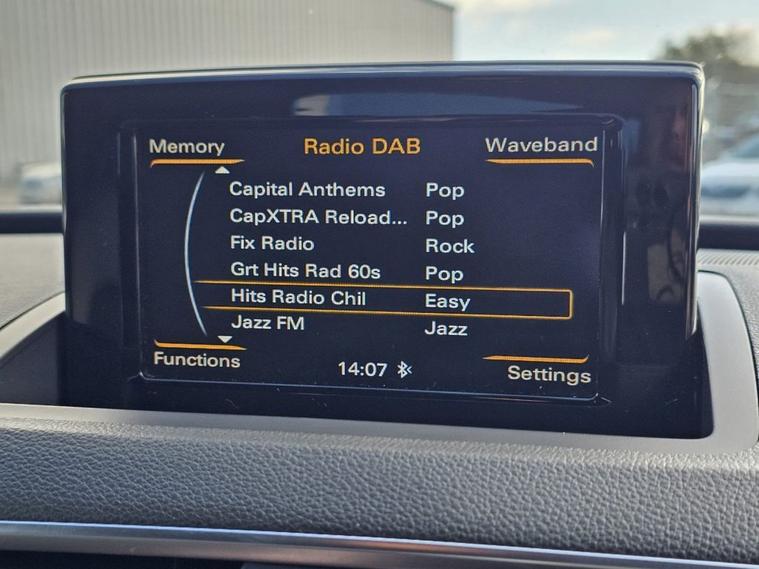 Memory Radio DAB Waveband
Capital Anthems Pop
CapXTRA Reload... Pop
Fix Radio Rock
Grt Hits Rad 60s Pop
Hits Radio Chil Easy
Jazz FM Jazz
Functions 14:07 Settings